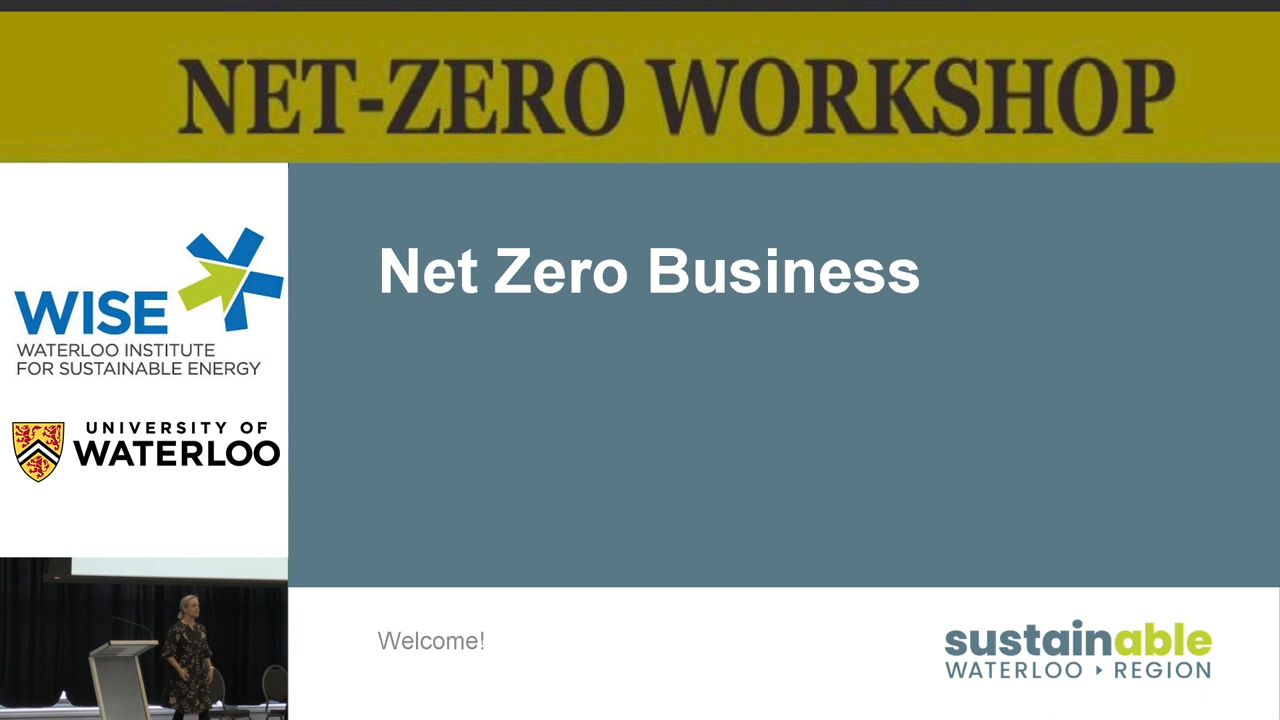 NET-ZERO WORKSHOP
WISE
WATERLOO INSTITUTE
FOR SUSTAINABLE ENERGY
UNIVERSITY OF
WATERLOO
Net Zero Business
Welcome!
sustainable
WATERLOO ▸ REGION